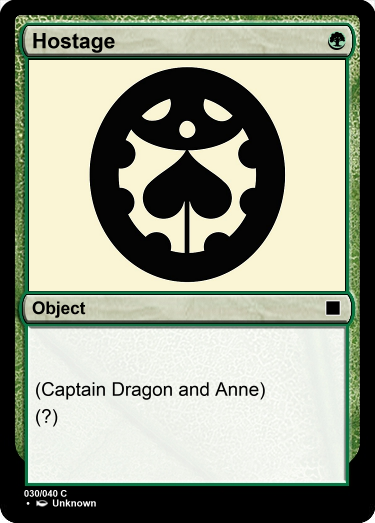 Hostage
Object
(Captain Dragon and Anne)
(?)
030/040 C
• Unknown